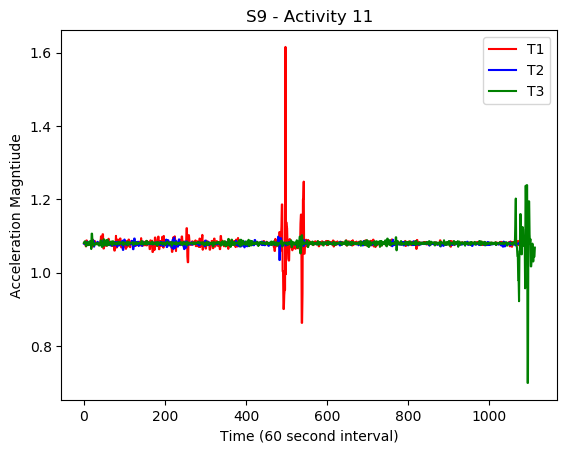 S9 - Activity 11
T1
T2
T3
1.6
1.4
1.2
1.0
0.8
Acceleration Magntiude
0 200 400 600 800 1000
Time (60 second interval)